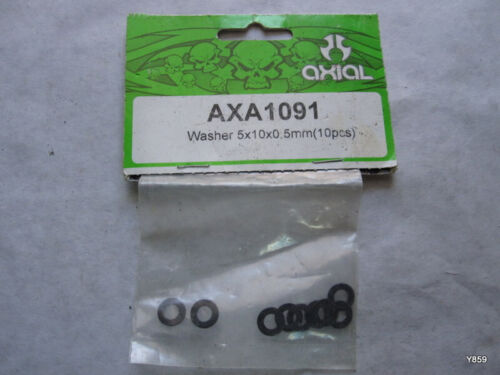 AXIAL
AXA1091
Washer 5x10x0.5mm(10pcs)
Y859